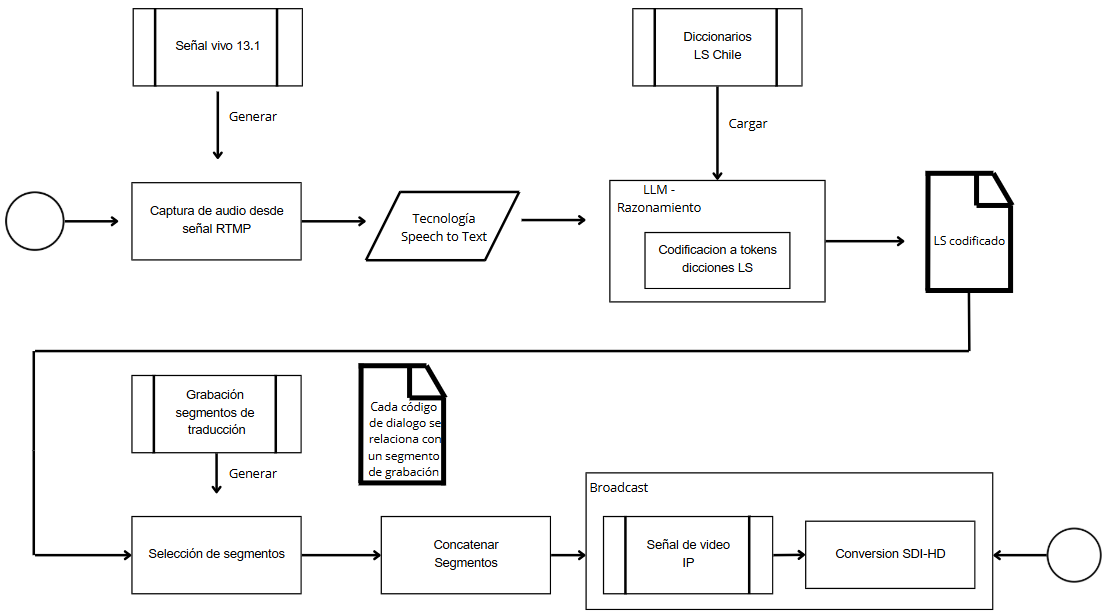 Señal vivo 13.1
Diccionarios
LS Chile
Generar
Cargar
Captura de audio desde
señal RTMP
Tecnología
Speech to Text
LLM -
Razonamiento
Codificacion a tokens
dicciones LS
LS codificado
Grabación
segmentos de
traducción
Generar
Cada código
de dialogo se
relaciona con
un segmento
de grabación
Selección de segmentos
Concatenar
Segmentos
Broadcast
Señal de video
IP
Conversion SDI-HD